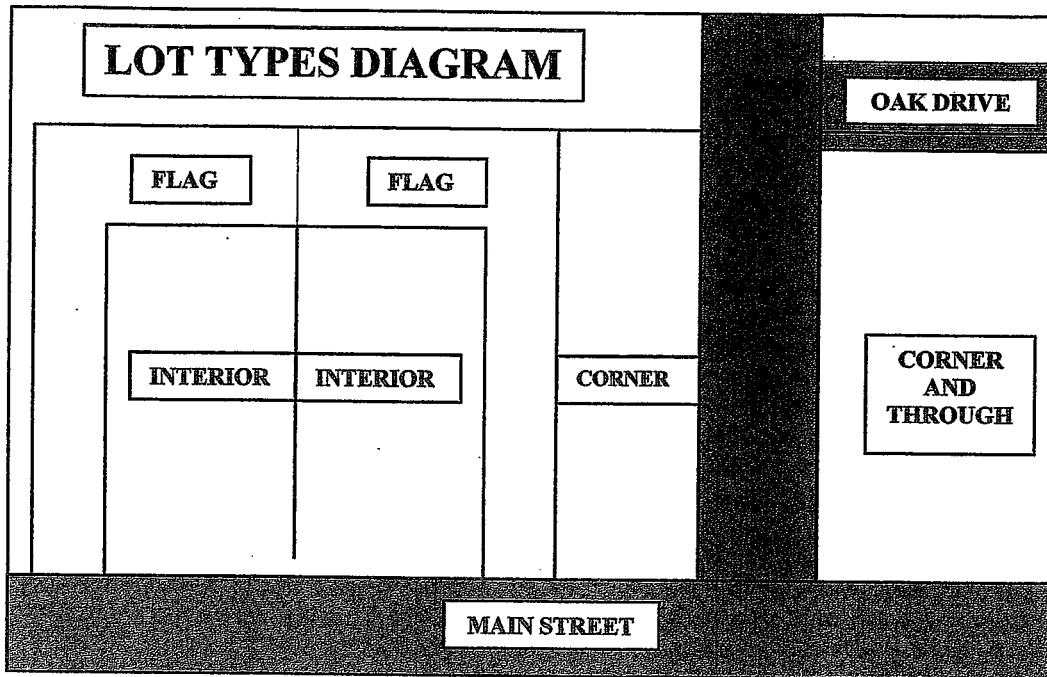 LOT TYPES DIAGRAM
OAK DRIVE
FLAG
FLAG
INTERIOR
INTERIOR
CORNER
CORNER
AND
THROUGH
MAIN STREET